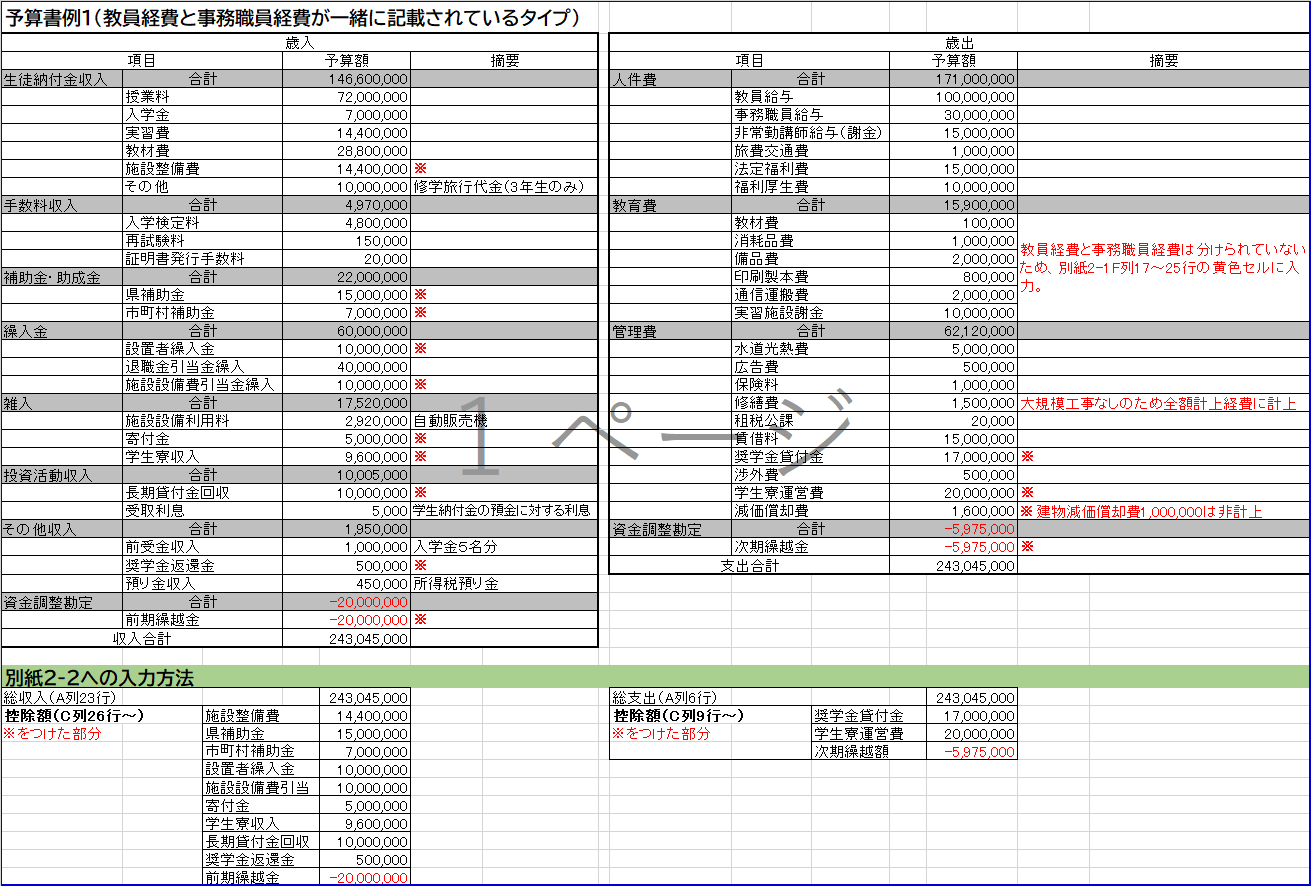 予算書例1(教員経費と事務職員経費が一緒に記載されているタイプ)
歳入
項目 予算額 摘要
生徒納付金収入 合計 146,600,000
授業料 72,000,000
入学金 7,000,000
実習費 14,400,000
教材費 28,800,000
施設整備費 14,400,000 ※
その他 10,000,000 修学旅行代金(3年生のみ)
手数料収入 合計 4,970,000
入学検定料 4,800,000
再試験料 150,000
証明書発行手数料 20,000
補助金・助成金 合計 22,000,000
県補助金 15,000,000 ※
市町村補助金 7,000,000 ※
繰入金 合計 60,000,000
設置者繰入金 10,000,000 ※
退職金引当金繰入 40,000,000
施設設備費引当金繰入 10,000,000 ※
雑入 合計 17,520,000
施設設備利用料 2,920,000 自動販売機
寄付金 5,000,000 ※
学生寮収入 9,600,000 ※
投資活動収入 合計 10,005,000
長期貸付金回収 10,000,000 ※
受取利息 5,000 学生納付金の預金に対する利息
その他収入 合計 1,950,000
前受金収入 1,000,000 入学金5名分
奨学金返還金 500,000 ※
預り金収入 450,000 所得税預り金
資金調整勘定 合計 -20,000,000
前期繰越金 -20,000,000 ※
収入合計 243,045,000
歳出
項目 予算額 摘要
人件費 合計 171,000,000
教員給与 100,000,000
事務職員給与 30,000,000
非常勤講師給与(謝金) 15,000,000
旅費交通費 1,000,000
法定福利費 15,000,000
福利厚生費 10,000,000
教育費 合計 15,900,000
教材費 100,000
消耗品費 1,000,000
備品費 2,000,000
印刷製本費 800,000
通信運搬費 2,000,000
実習施設謝金 10,000,000
教員経費と事務職員経費は分けられていない
ため、別紙2-1F列17~25行の黄色セルに入
力。
管理費 合計 62,120,000
水道光熱費 5,000,000
広告費 500,000
保険料 1,000,000
修繕費 1,500,000 大規模工事なしのため全額計上経費に計上
租税公課 20,000
賃借料 15,000,000
奨学金貸付金 17,000,000 ※
渉外費 500,000
学生寮運営費 20,000,000 ※
減価償却費 1,600,000 ※ 建物減価償却費1,000,000は非計上
資金調整勘定 合計 -5,975,000
次期繰越金 -5,975,000 ※
支出合計 243,045,000
1 ページ
別紙2-2への入力方法
総収入(A列23行) 243,045,000
控除額(C列26行~) 施設整備費 14,400,000
※をつけた部分 県補助金 15,000,000
市町村補助金 7,000,000
設置者繰入金 10,000,000
施設設備費引当 10,000,000
寄付金 5,000,000
学生寮収入 9,600,000
長期貸付金回収 10,000,000
奨学金返還金 500,000
前期繰越金 -20,000,000
総支出(A列6行) 243,045,000
控除額(C列9行~) 奨学金貸付金 17,000,000
※をつけた部分 学生寮運営費 20,000,000
次期繰越額 -5,975,000